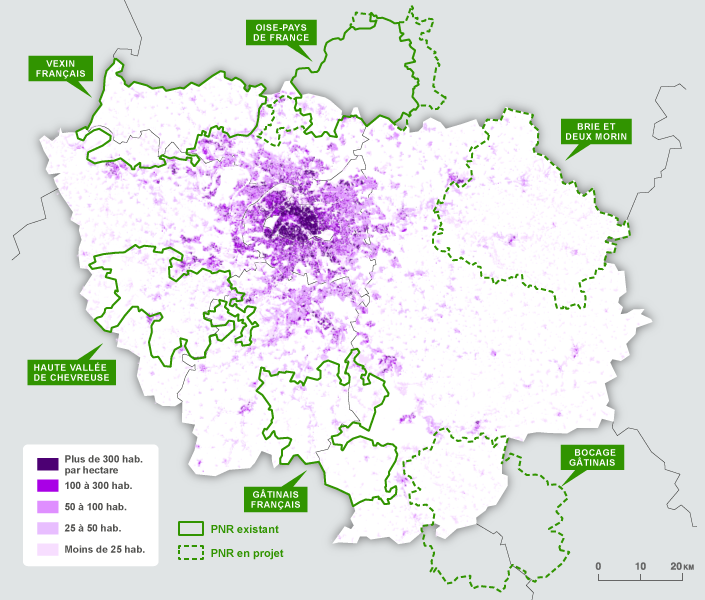 OISE-PAYS
DE FRANCE
VEXIN
FRANÇAIS
BRIE ET
DEUX MORIN
HAUTE VALLÉE
DE CHEVREUSE
BOCAGE
GÂTINAIS
GÂTINAIS
FRANÇAIS
Plus de 300 hab.
par hectare
100 à 300 hab.
50 à 100 hab.
25 à 50 hab.
Moins de 25 hab.
PNR existant
PNR en projet
0 10 20 KM